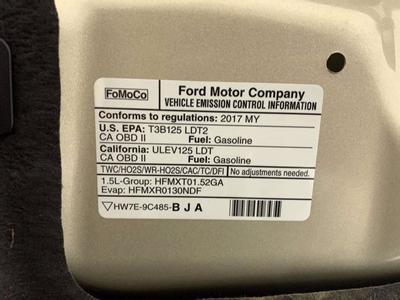 FoMoCo Ford Motor Company
VEHICLE EMISSION CONTROL INFORMATION
Conforms to regulations: 2017 MY
U.S. EPA: T3B125 LDT2
CA OBD II Fuel: Gasoline
California: ULEV125 LDT
CA OBD II Fuel: Gasoline
TWC/HO2S/WR-HO2S/CAC/TC/DFI No adjustments needed.
1.5L-Group: HFMXT01.52GA
Evap: HFMXR0130NDF
HW7E-9C485-B J A